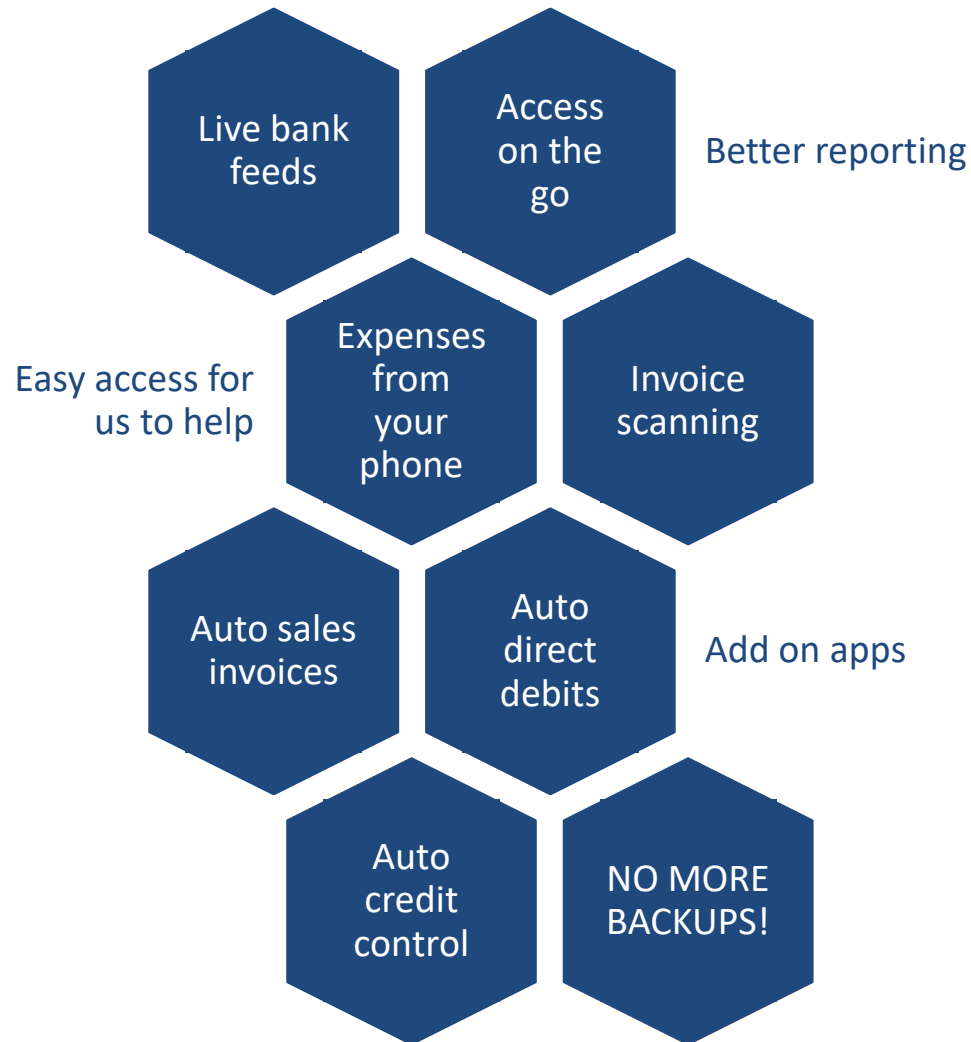 Live bank
feeds
Access
on the
go
Better reporting
Easy access for
us to help
Expenses
from
your
phone
Invoice
scanning
Auto sales
invoices
Auto
direct
debits
Add on apps
Auto
credit
control
NO MORE
BACKUPS!